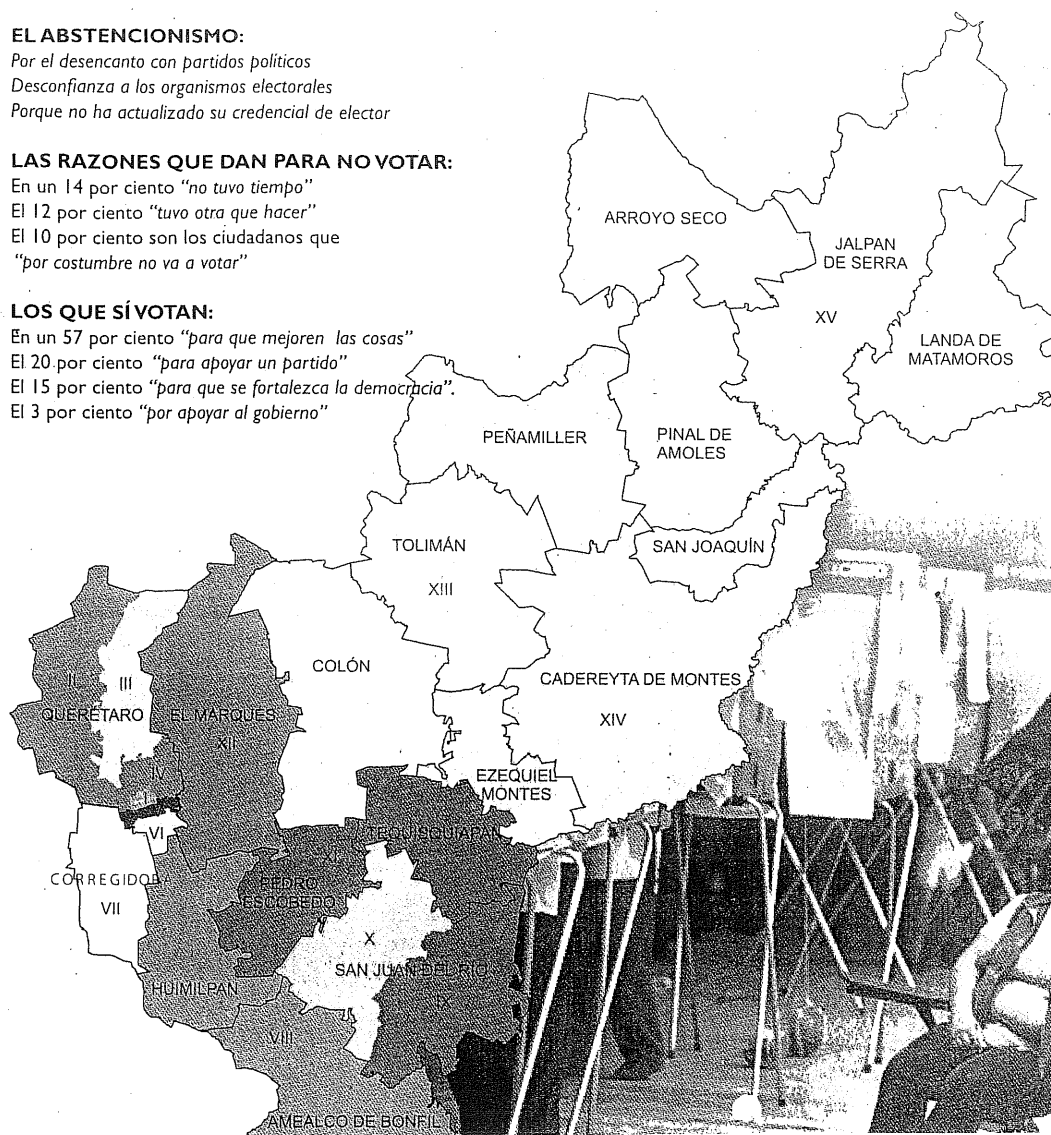 EL ABSTENCIONISMO:
Por el desencanto con partidos políticos
Desconfianza a los organismos electorales
Porque no ha actualizado su credencial de elector
LAS RAZONES QUE DAN PARA NO VOTAR:
En un 14 por ciento "no tuvo tiempo"
El 12 por ciento "tuvo otra que hacer"
El 10 por ciento son los ciudadanos que
"por costumbre no va a votar"
LOS QUE SÍ VOTAN:
En un 57 por ciento "para que mejoren las cosas"
El 20 por ciento "para apoyar un partido"
El 15 por ciento "para que se fortalezca la democracia".
El 3 por ciento "por apoyar al gobierno"
ARROYO SECO
JALPAN
DE SERRA
XV
LANDA DE
MATAMOROS
PEÑAMILLER
PINAL DE
AMOLES
TOLIMÁN
XIII
SAN JOAQUÍN
COLÓN
CADEREYTA DE MONTES
XIV
II
III
QUERÉTARO
EL MARQUES
XII
IV
EZEQUIEL
MONTES
VI
TEQUISQUIAPAN
XI
PEDRO
ESCOBEDO
CORREGIDOR
VII
X
SAN JUAN DEL RIO
IX
HUIMILPAN
VIII
AMEALCO DE BONFIL